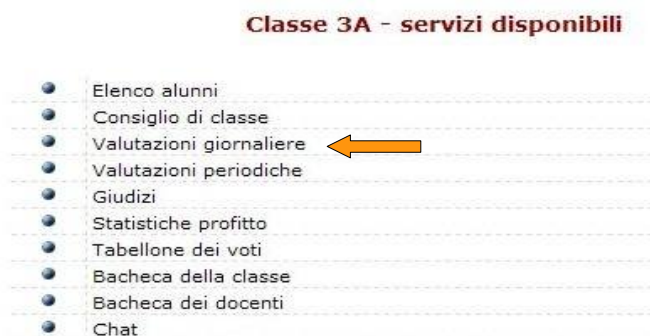 Classe 3A - servizi disponibili
Elenco alunni
Consiglio di classe
Valutazioni giornaliere
Valutazioni periodiche
Giudizi
Statistiche profitto
Tabellone dei voti
Bacheca della classe
Bacheca dei docenti
Chat